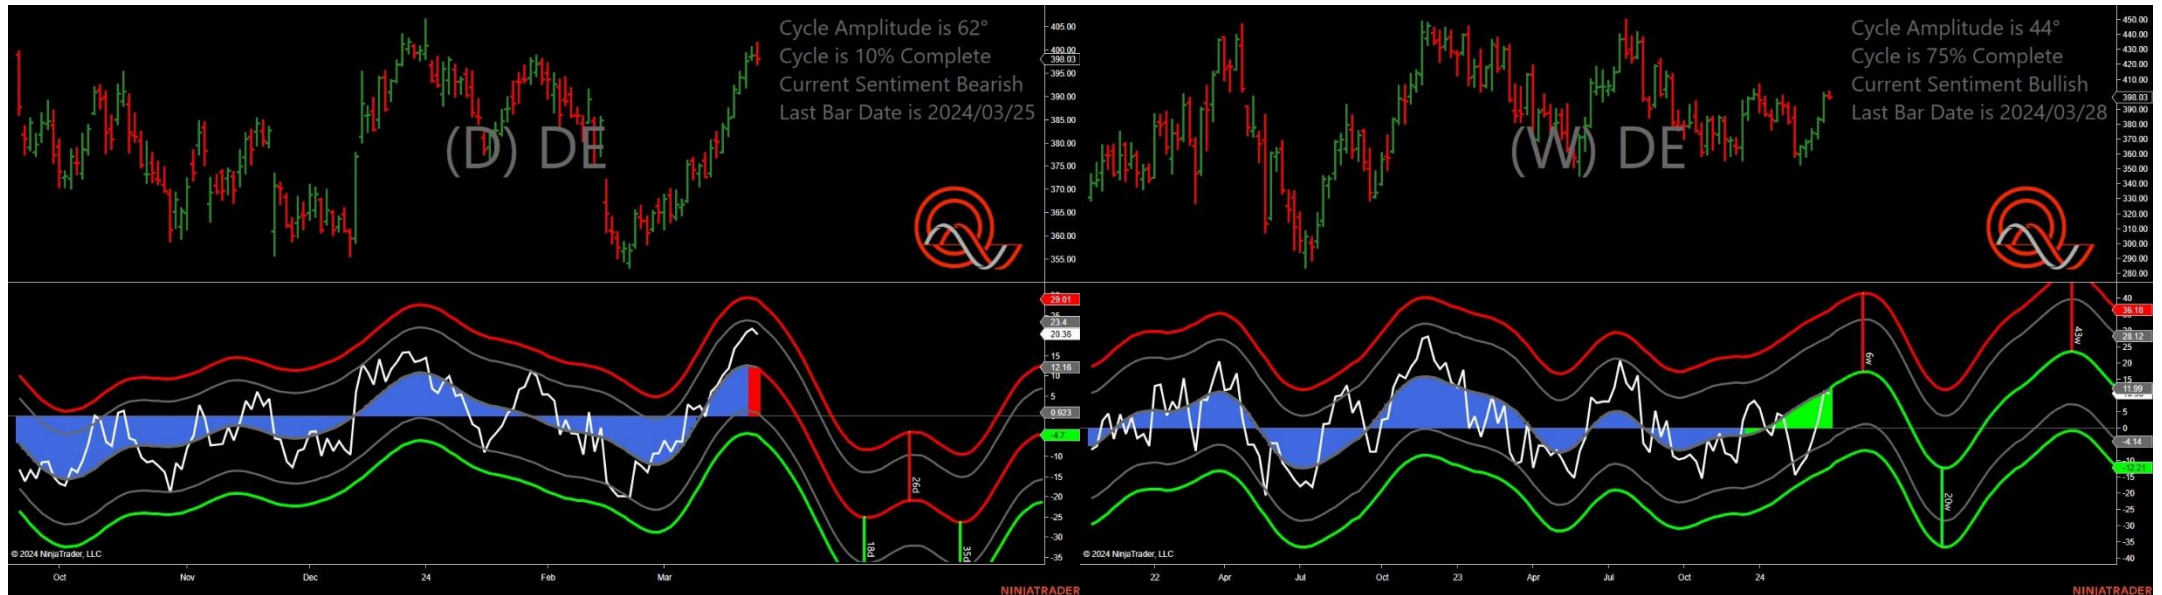 Cycle Amplitude is 62°
Cycle is 10% Complete
Current Sentiment Bearish
Last Bar Date is 2024/03/25
(D) DE
405.00
400.00
398.03
395.00
390.00
385.00
380.00
375.00
370.00
365.00
360.00
355.00
29.01
25
23.4
20.36
15
12.16
10
5
0.923
-4.7
-10
-15
-20
-25
-30
-35
18d
26d
35d
© 2024 NinjaTrader, LLC
Oct
Nov
Dec
24
Feb
Mar
NINJATRADER
Cycle Amplitude is 44°
Cycle is 75% Complete
Current Sentiment Bullish
Last Bar Date is 2024/03/28
(W) DE
450.00
440.00
430.00
420.00
410.00
398.03
390.00
380.00
370.00
360.00
350.00
340.00
330.00
320.00
310.00
300.00
290.00
280.00
40
36.18
28.12
25
20
15
11.99
5
0
-4.14
-10
-12.21
-15
-20
-25
-30
-35
-40
6w
20w
43w
© 2024 NinjaTrader, LLC
22
Apr
Jul
Oct
23
Apr
Jul
Oct
24
NINJATRADER